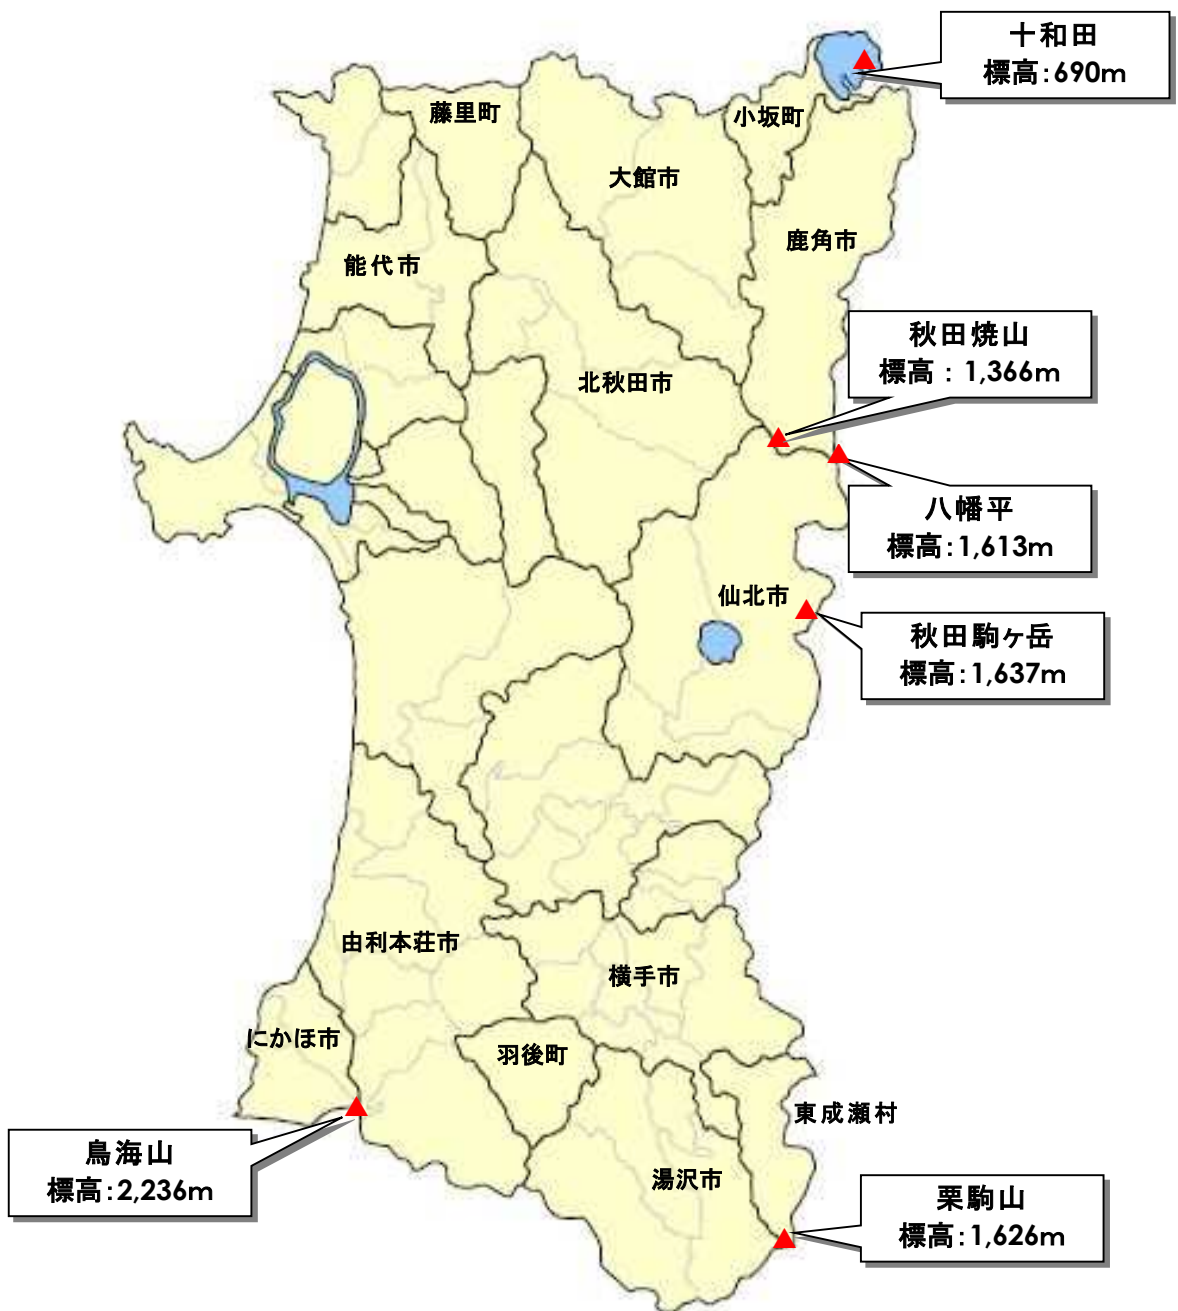 十和田
標高:690m
藤里町
小坂町
大館市
鹿角市
能代市
秋田焼山
標高:1,366m
北秋田市
八幡平
標高:1,613m
仙北市
秋田駒ヶ岳
標高:1,637m
由利本荘市
横手市
にかほ市
羽後町
東成瀬村
鳥海山
標高:2,236m
湯沢市
栗駒山
標高:1,626m